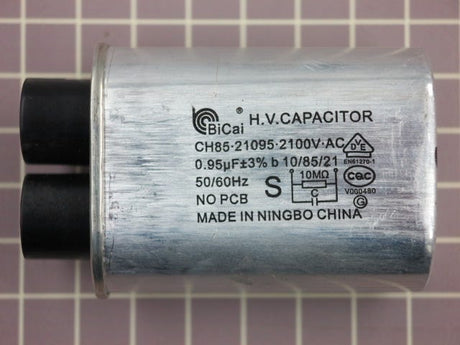 BiCai ® H.V.CAPACITOR
CH85·21095·2100V·AC
DVE
0.95µF±3% b 10/85/21
EN61270-1
50/60Hz S 10MΩ
C
CQC
NO PCB
V000480
G
MADE IN NINGBO CHINA